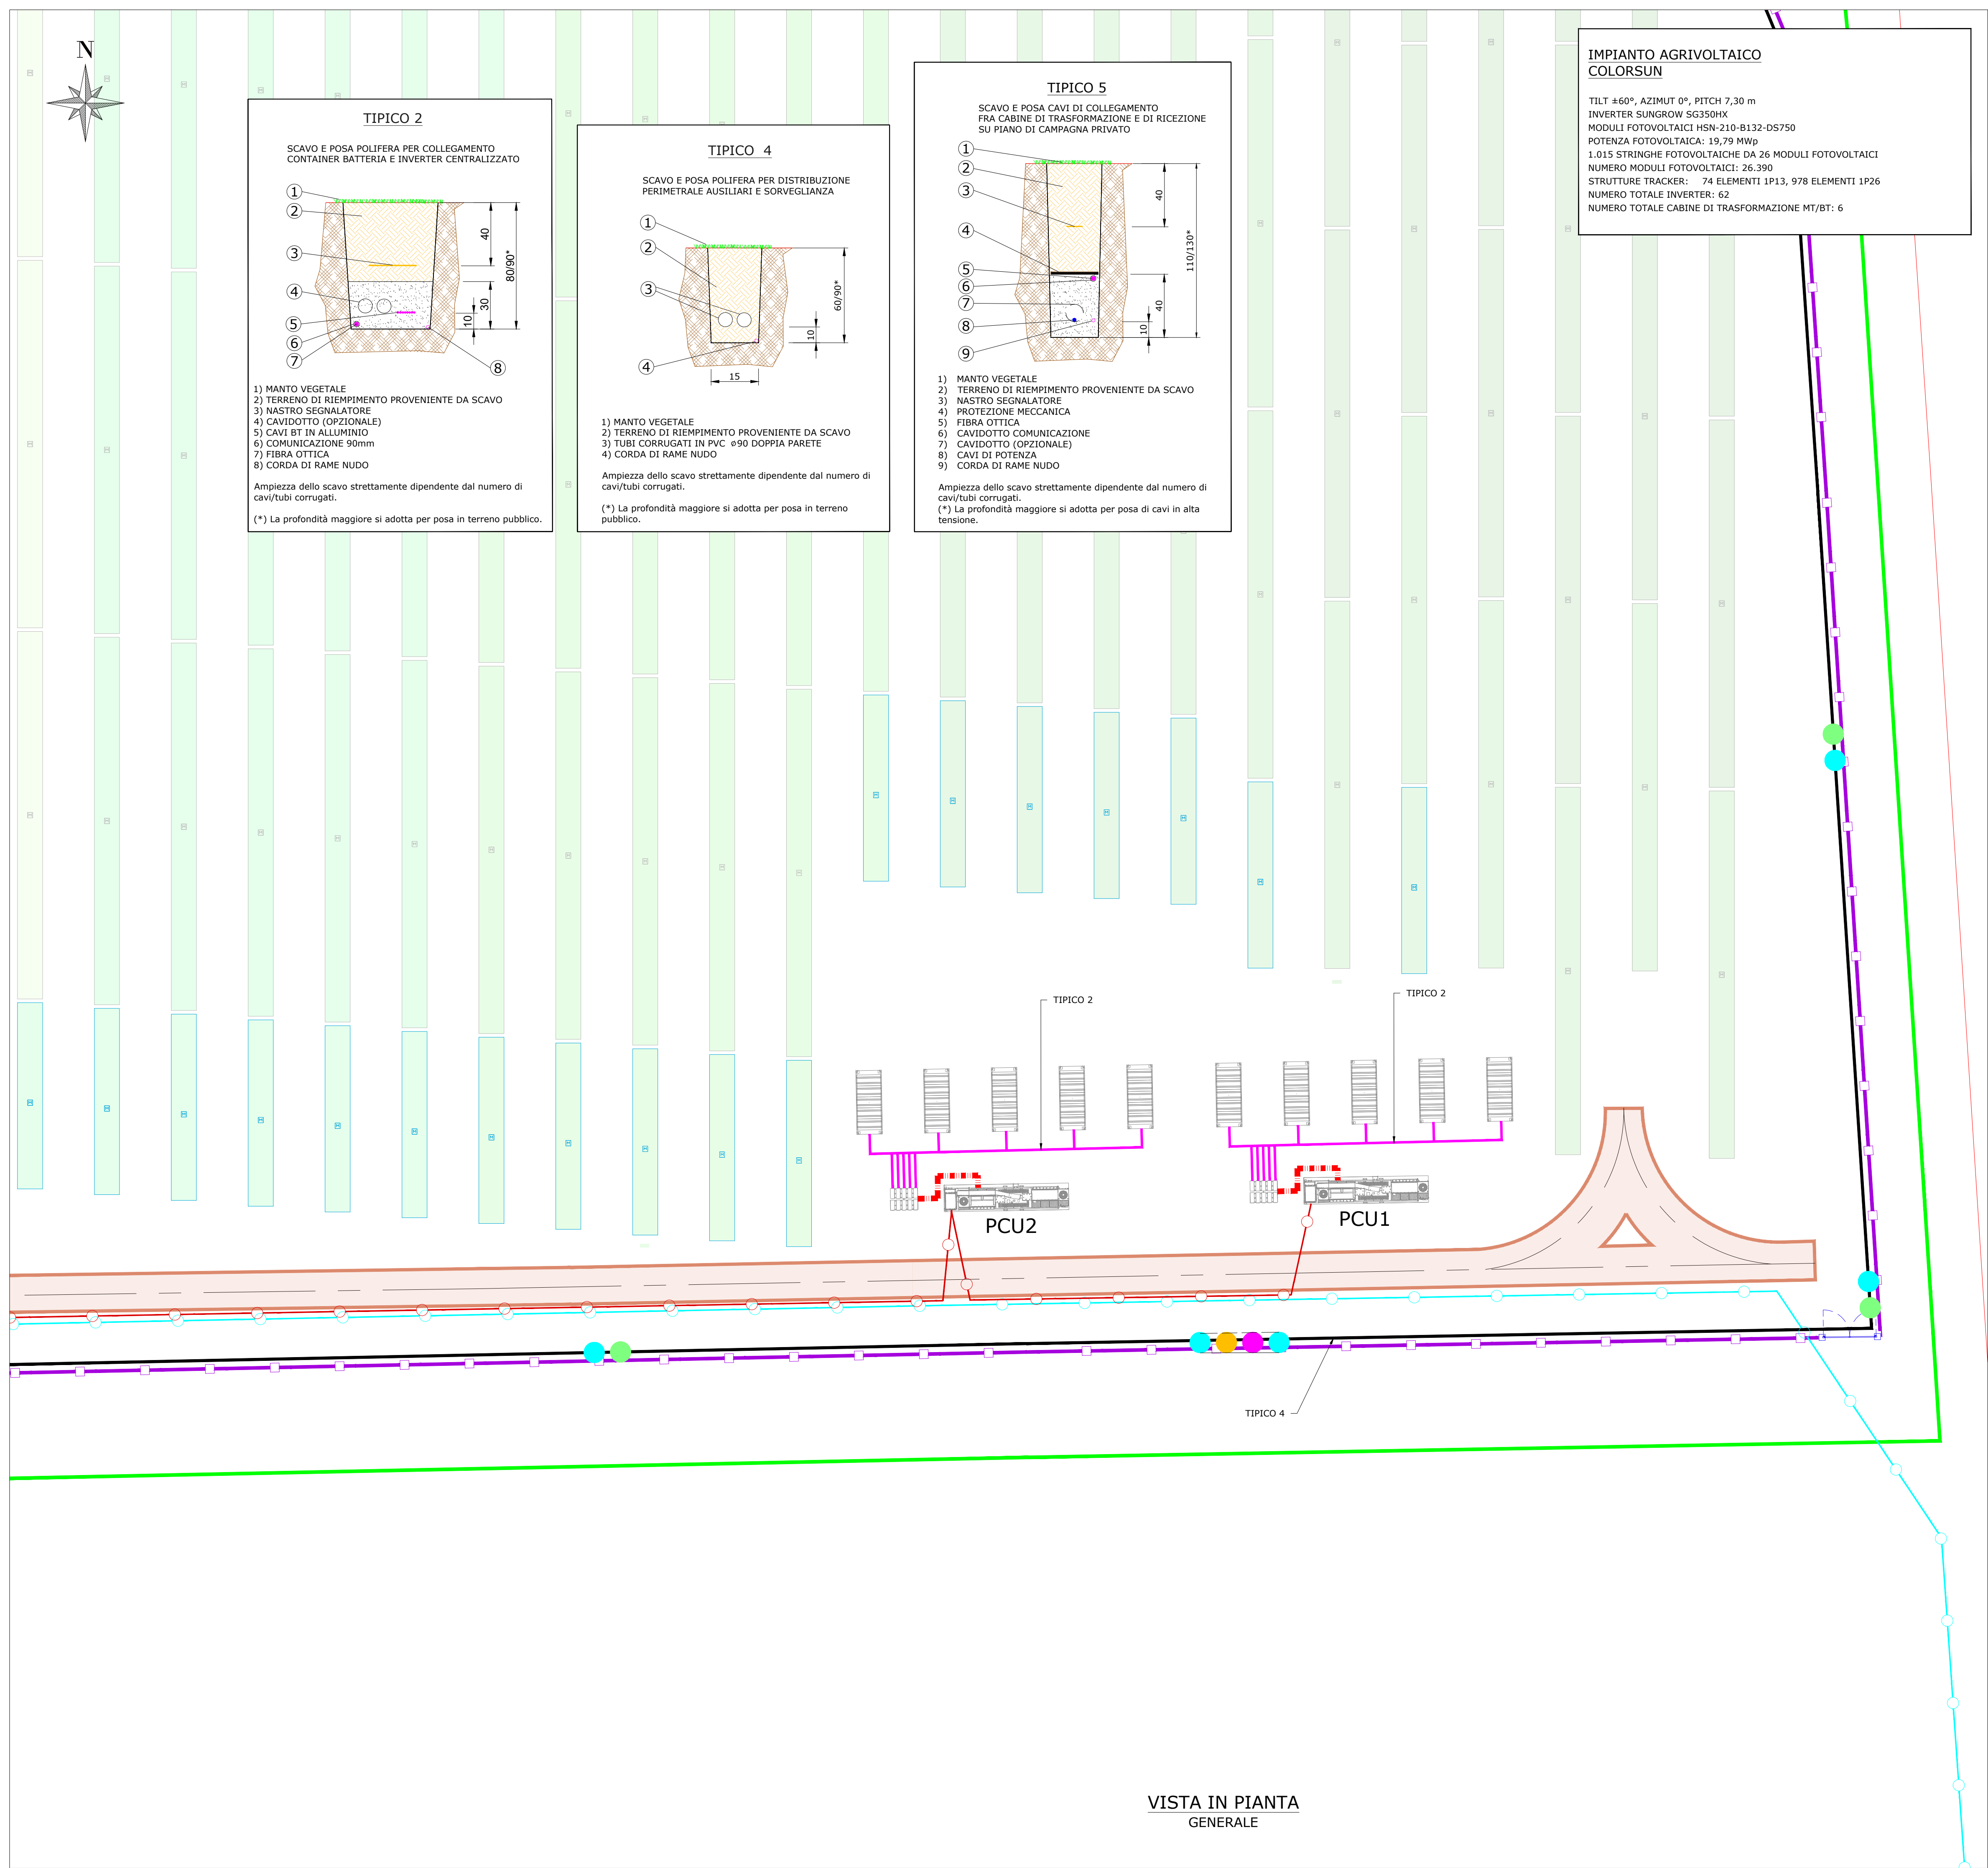 N
TIPICO 2
SCAVO E POSA POLIFERA PER COLLEGAMENTO
CONTAINER BATTERIA E INVERTER CENTRALIZZATO
1
2
3
4
5
6
7
8
40
80/90*
30
10
1) MANTO VEGETALE
2) TERRENO DI RIEMPIMENTO PROVENIENTE DA SCAVO
3) NASTRO SEGNALATORE
4) CAVIDOTTO (OPZIONALE)
5) CAVI BT IN ALLUMINIO
6) COMUNICAZIONE 90mm
7) FIBRA OTTICA
8) CORDA DI RAME NUDO
Ampiezza dello scavo strettamente dipendente dal numero di
cavi/tubi corrugati.
(*) La profondità maggiore si adotta per posa in terreno pubblico.
TIPICO 4
SCAVO E POSA POLIFERA PER DISTRIBUZIONE
PERIMETRALE AUSILIARI E SORVEGLIANZA
1
2
3
4
60/90*
10
15
1) MANTO VEGETALE
2) TERRENO DI RIEMPIMENTO PROVENIENTE DA SCAVO
3) TUBI CORRUGATI IN PVC ø90 DOPPIA PARETE
4) CORDA DI RAME NUDO
Ampiezza dello scavo strettamente dipendente dal numero di
cavi/tubi corrugati.
(*) La profondità maggiore si adotta per posa in terreno
pubblico.
TIPICO 5
SCAVO E POSA CAVI DI COLLEGAMENTO
FRA CABINE DI TRASFORMAZIONE E DI RICEZIONE
SU PIANO DI CAMPAGNA PRIVATO
1
2
3
4
5
6
7
8
9
40
110/130*
40
10
1) MANTO VEGETALE
2) TERRENO DI RIEMPIMENTO PROVENIENTE DA SCAVO
3) NASTRO SEGNALATORE
4) PROTEZIONE MECCANICA
5) FIBRA OTTICA
6) CAVIDOTTO COMUNICAZIONE
7) CAVIDOTTO (OPZIONALE)
8) CAVI DI POTENZA
9) CORDA DI RAME NUDO
Ampiezza dello scavo strettamente dipendente dal numero di
cavi/tubi corrugati.
(*) La profondità maggiore si adotta per posa di cavi in alta
tensione.
IMPIANTO AGRIVOLTAICO
COLORSUN
TILT ±60°, AZIMUT 0°, PITCH 7,30 m
INVERTER SUNGROW SG350HX
MODULI FOTOVOLTAICI HSN-210-B132-DS750
POTENZA FOTOVOLTAICA: 19,79 MWp
1.015 STRINGHE FOTOVOLTAICHE DA 26 MODULI FOTOVOLTAICI
NUMERO MODULI FOTOVOLTAICI: 26.390
STRUTTURE TRACKER: 74 ELEMENTI 1P13, 978 ELEMENTI 1P26
NUMERO TOTALE INVERTER: 62
NUMERO TOTALE CABINE DI TRASFORMAZIONE MT/BT: 6
TIPICO 2
TIPICO 2
PCU2
PCU1
TIPICO 4
VISTA IN PIANTA
GENERALE